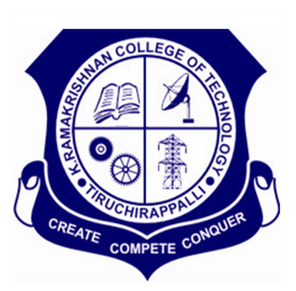 K.RAMAKRISHNAN COLLEGE OF TECHNOLOGY
• TIRUCHIRAPPALLI •
CREATE COMPETE CONQUER